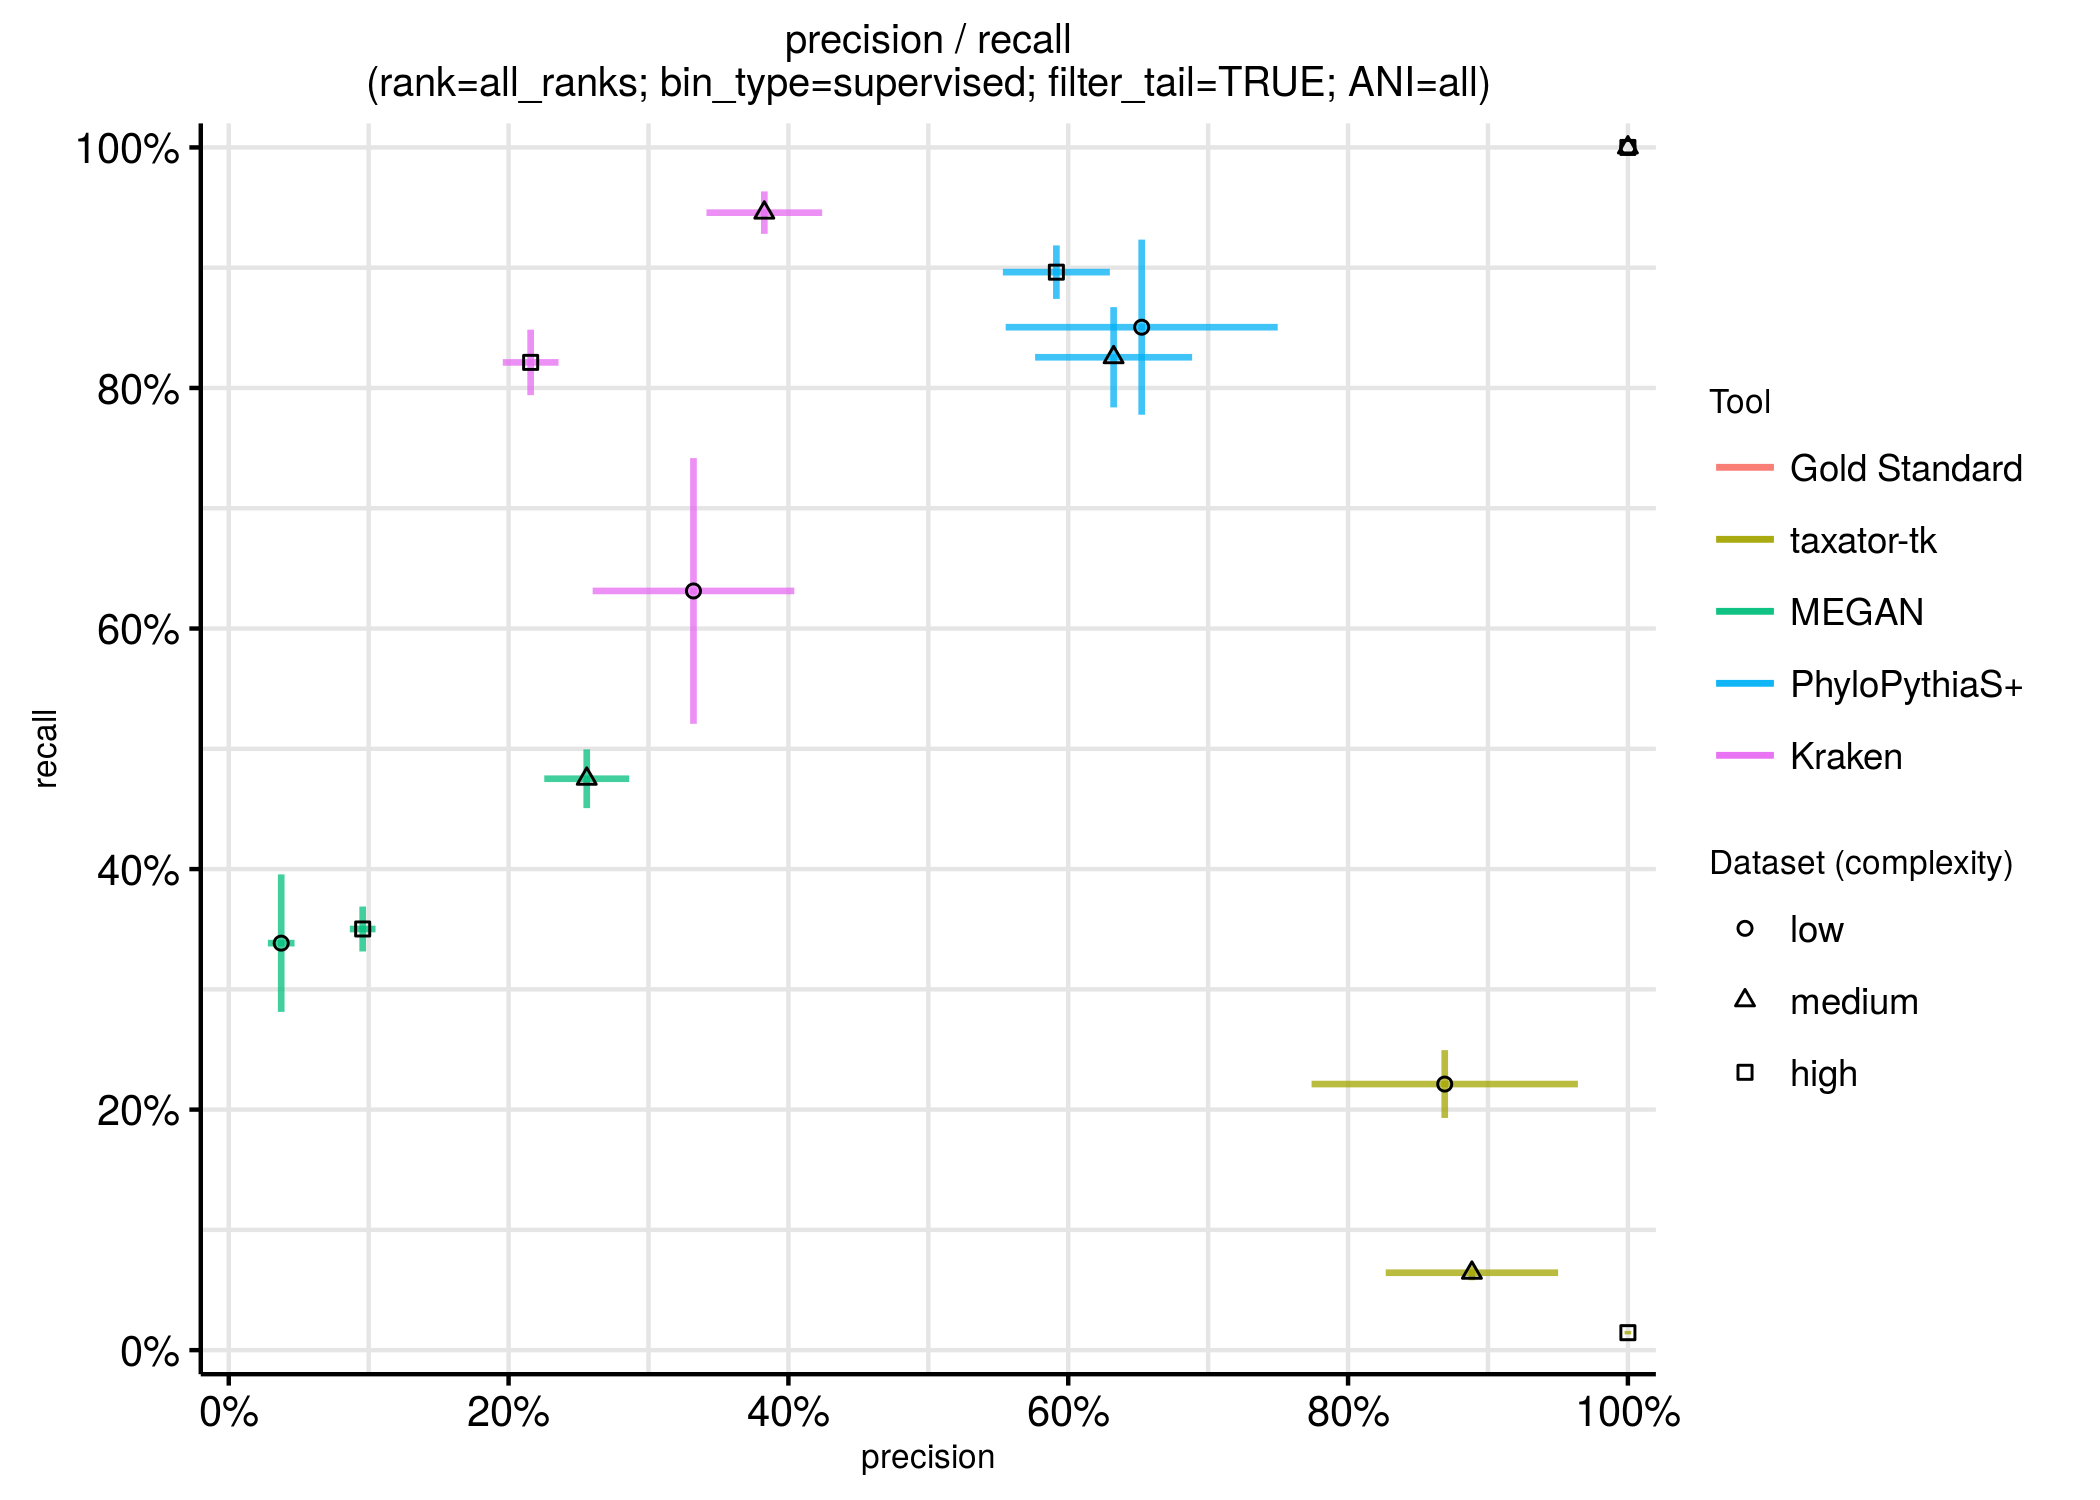 precision / recall
(rank=all_ranks; bin_type=supervised; filter_tail=TRUE; ANI=all)
100%
80%
60%
40%
20%
0%
recall
0%
20%
40%
60%
80%
100%
precision
Tool
Gold Standard
taxator-tk
MEGAN
PhyloPythiaS+
Kraken
Dataset (complexity)
low
medium
high